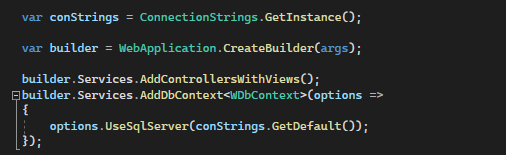 var conStrings = ConnectionStrings.GetInstance();
var builder = WebApplication.CreateBuilder(args);
builder.Services.AddControllersWithViews();
builder.Services.AddDbContext<WDbContext>(options =>
{
    options.UseSqlServer(conStrings.GetDefault());
});